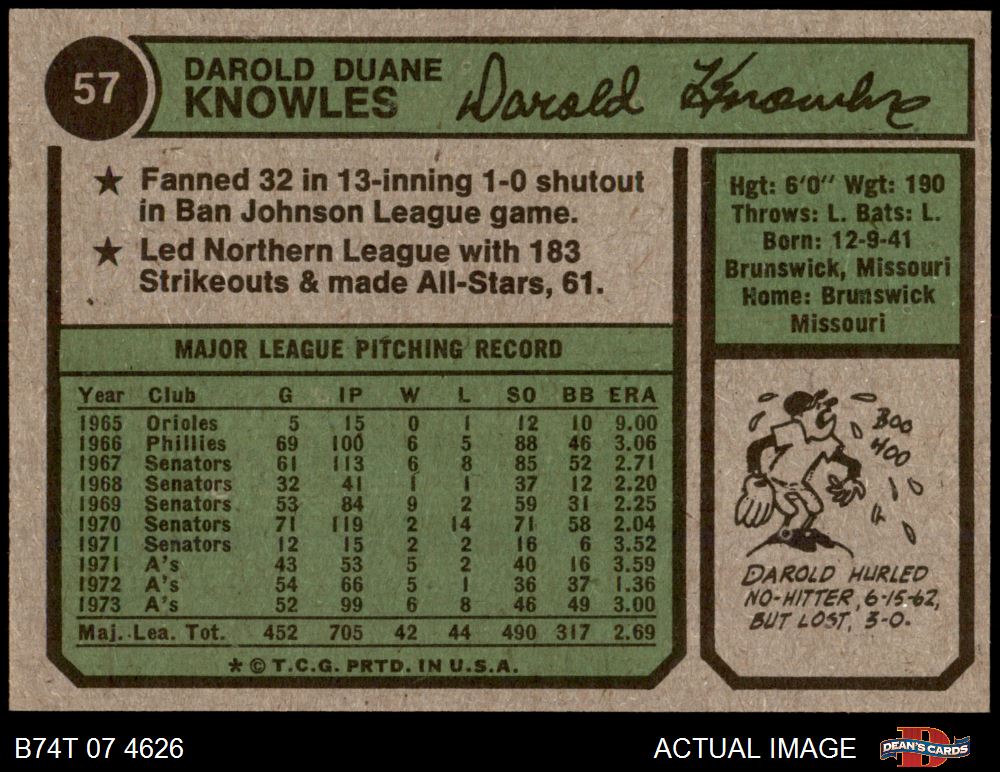 57
DAROLD DUANE
KNOWLES
Darold Knowles
★ Fanned 32 in 13-inning 1-0 shutout
in Ban Johnson League game.
★ Led Northern League with 183
Strikeouts & made All-Stars, 61.
Hgt: 6'0" Wgt: 190
Throws: L. Bats: L.
Born: 12-9-41
Brunswick, Missouri
Home: Brunswick
Missouri
MAJOR LEAGUE PITCHING RECORD
Year Club G IP W L SO BB ERA
1965 Orioles 5 15 0 1 12 10 9.00
1966 Phillies 69 100 6 5 88 46 3.06
1967 Senators 61 113 6 8 85 52 2.71
1968 Senators 32 41 1 1 37 12 2.20
1969 Senators 53 84 9 2 59 31 2.25
1970 Senators 71 119 2 14 71 58 2.04
1971 Senators 12 15 2 2 16 6 3.52
1971 A's 43 53 5 2 40 16 3.59
1972 A's 54 66 5 1 36 37 1.36
1973 A's 52 99 6 8 46 49 3.00
Maj. Lea. Tot. 452 705 42 44 490 317 2.69
* © T.C.G. PRTD. IN U.S.A.
BOO
HOO
DAROLD HURLED
NO-HITTER, 6-15-62,
BUT LOST, 3-0.
B74T 07 4626
ACTUAL IMAGE
DEAN'S CARDS